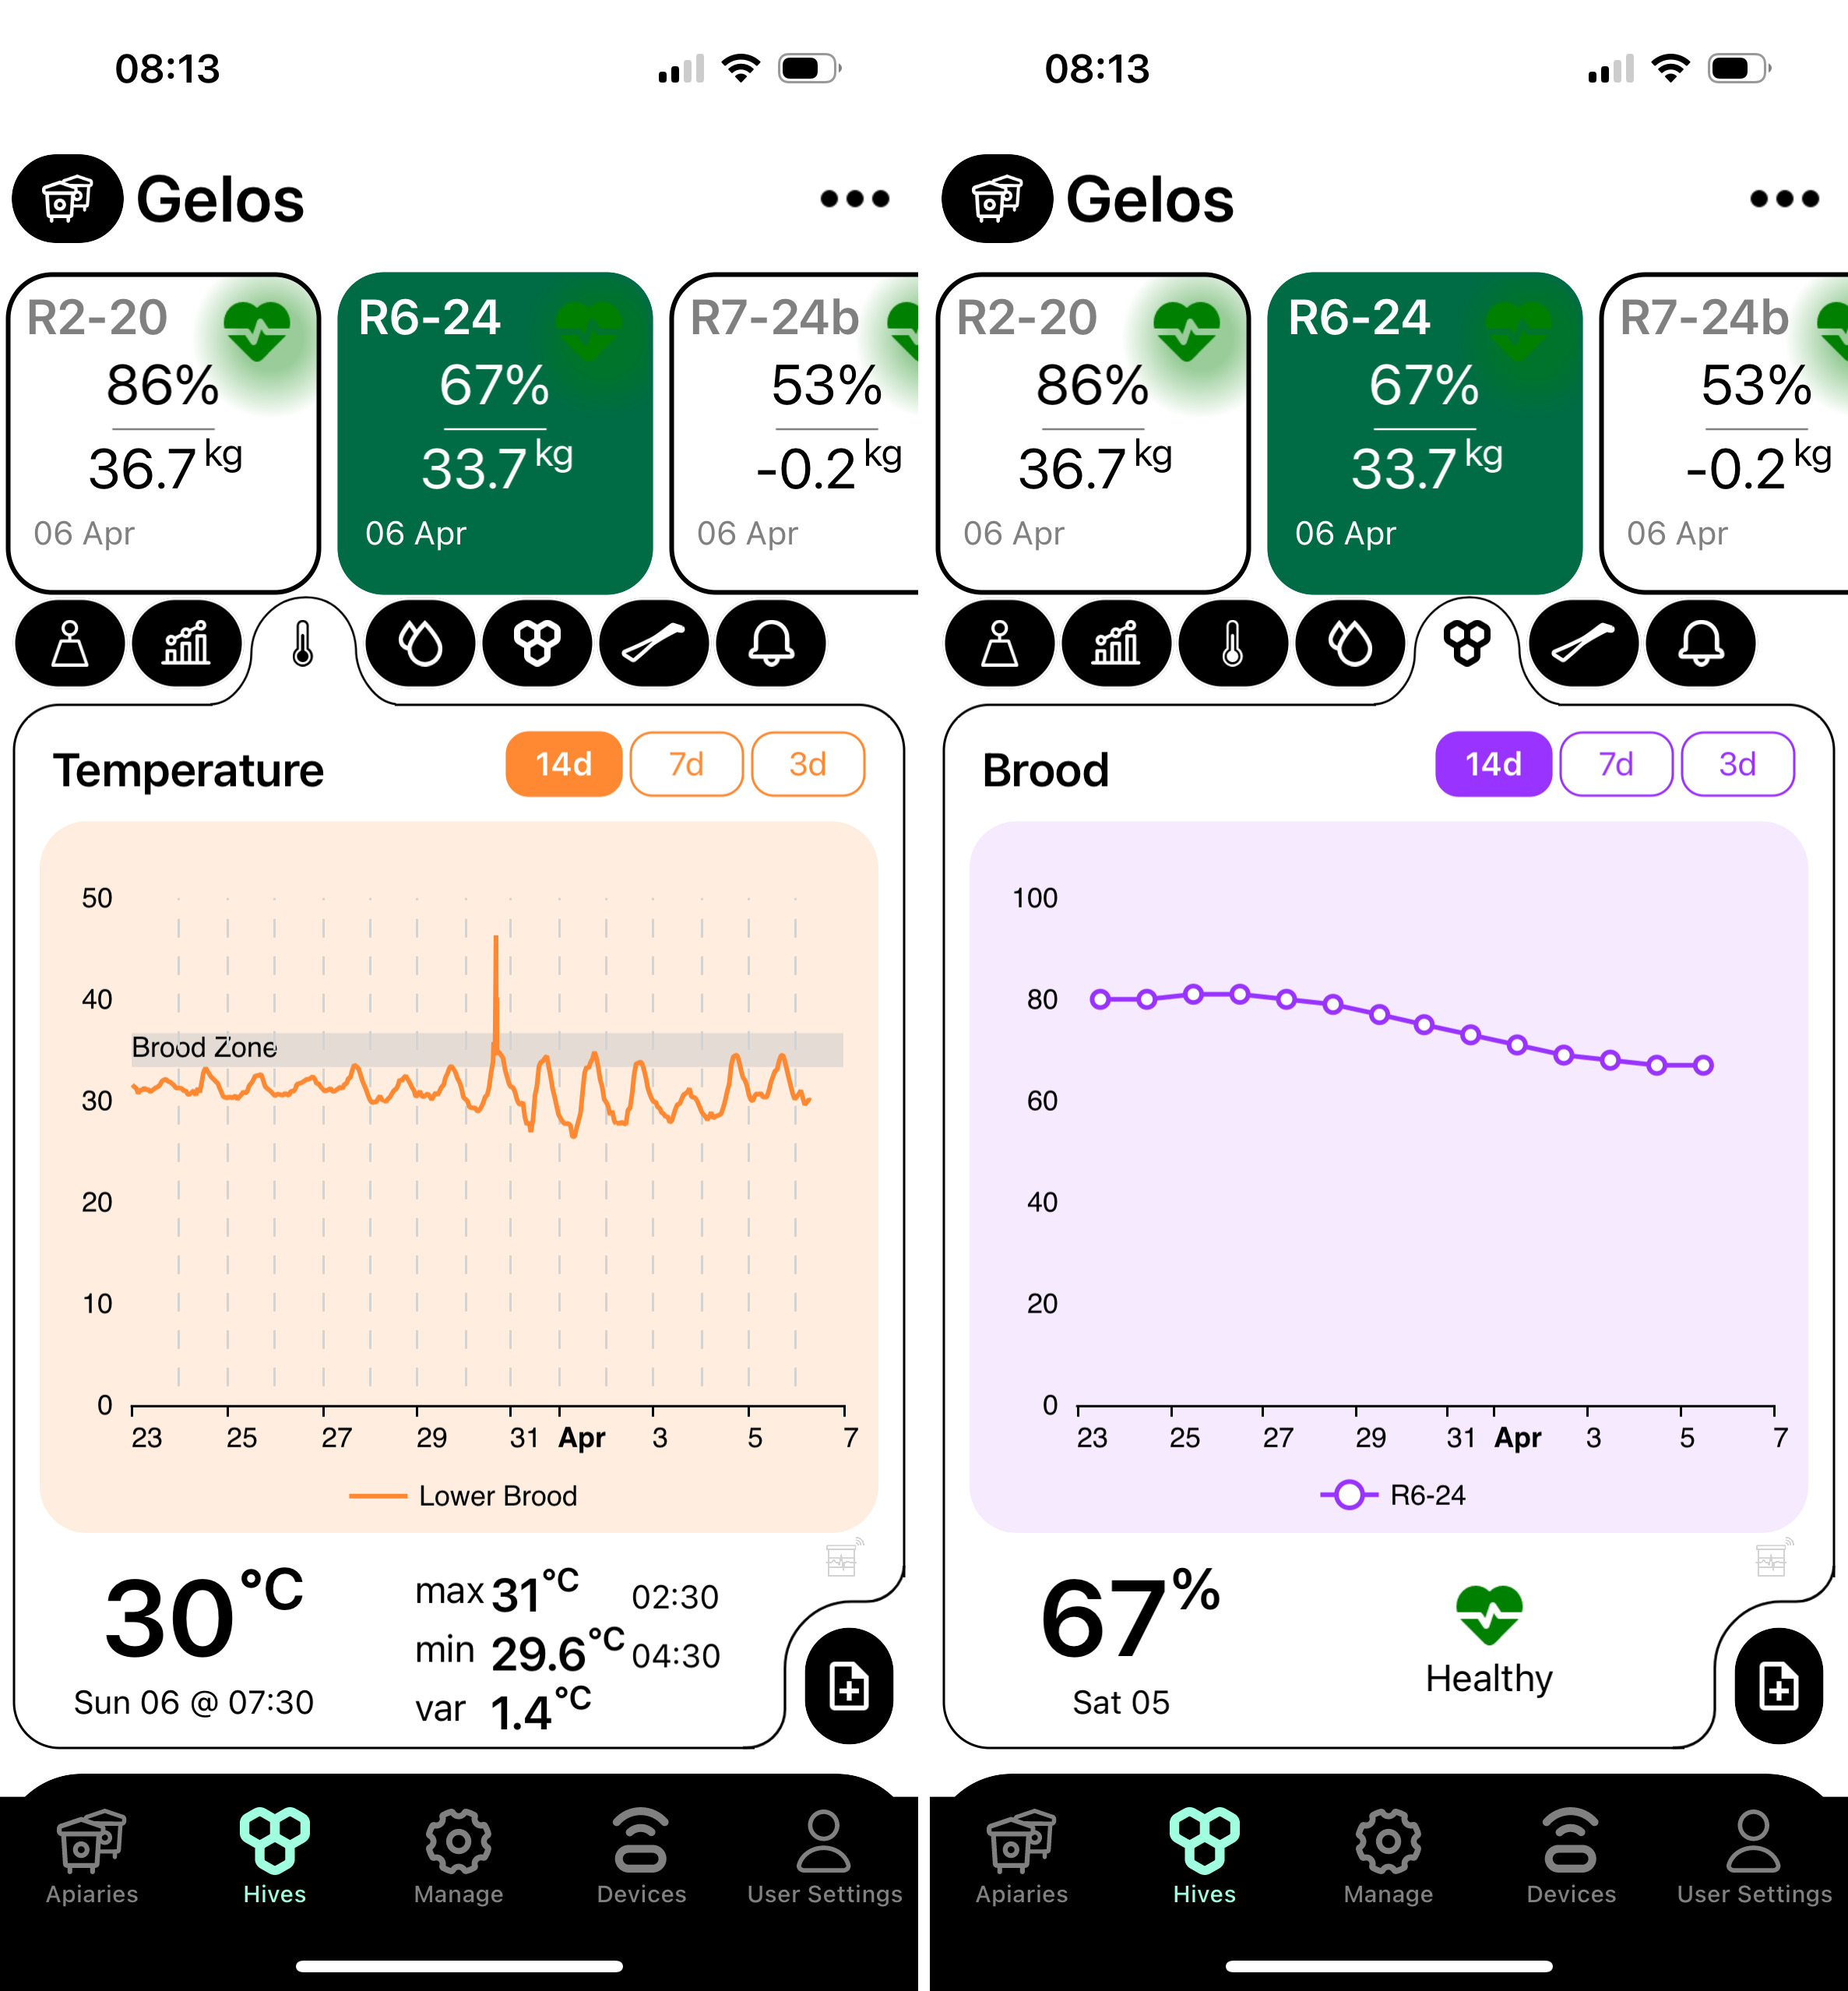 08:13
Gelos
R2-20
86%
36.7 kg
06 Apr
R6-24
67%
33.7 kg
06 Apr
R7-24b
53%
-0.2 kg
06 Apr
Temperature
14d 7d 3d
50
40
Brood Zone
30
20
10
0
23 25 27 29 31 Apr 3 5 7
Lower Brood
30°C
Sun 06 @ 07:30
max 31°C 02:30
min 29.6°C 04:30
var 1.4°C
Apiaries Hives Manage Devices User Settings
08:13
Gelos
R2-20
86%
36.7 kg
06 Apr
R6-24
67%
33.7 kg
06 Apr
R7-24b
53%
-0.2 kg
06 Apr
Brood
14d 7d 3d
100
80
60
40
20
0
23 25 27 29 31 Apr 3 5 7
R6-24
67%
Sat 05
Healthy
Apiaries Hives Manage Devices User Settings